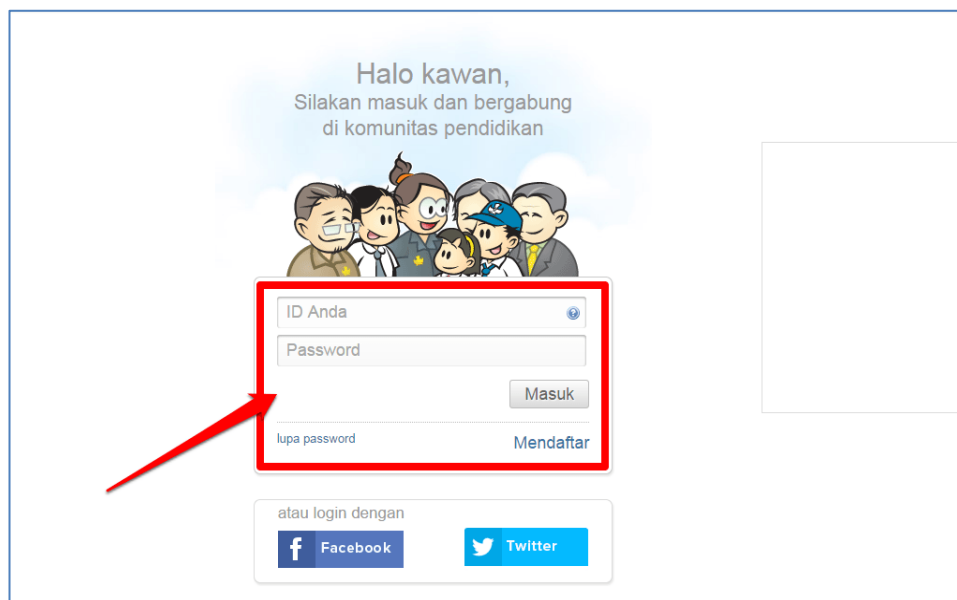 Halo kawan,
Silakan masuk dan bergabung
di komunitas pendidikan
ID Anda
Password
Masuk
lupa password
Mendaftar
atau login dengan
Facebook
Twitter